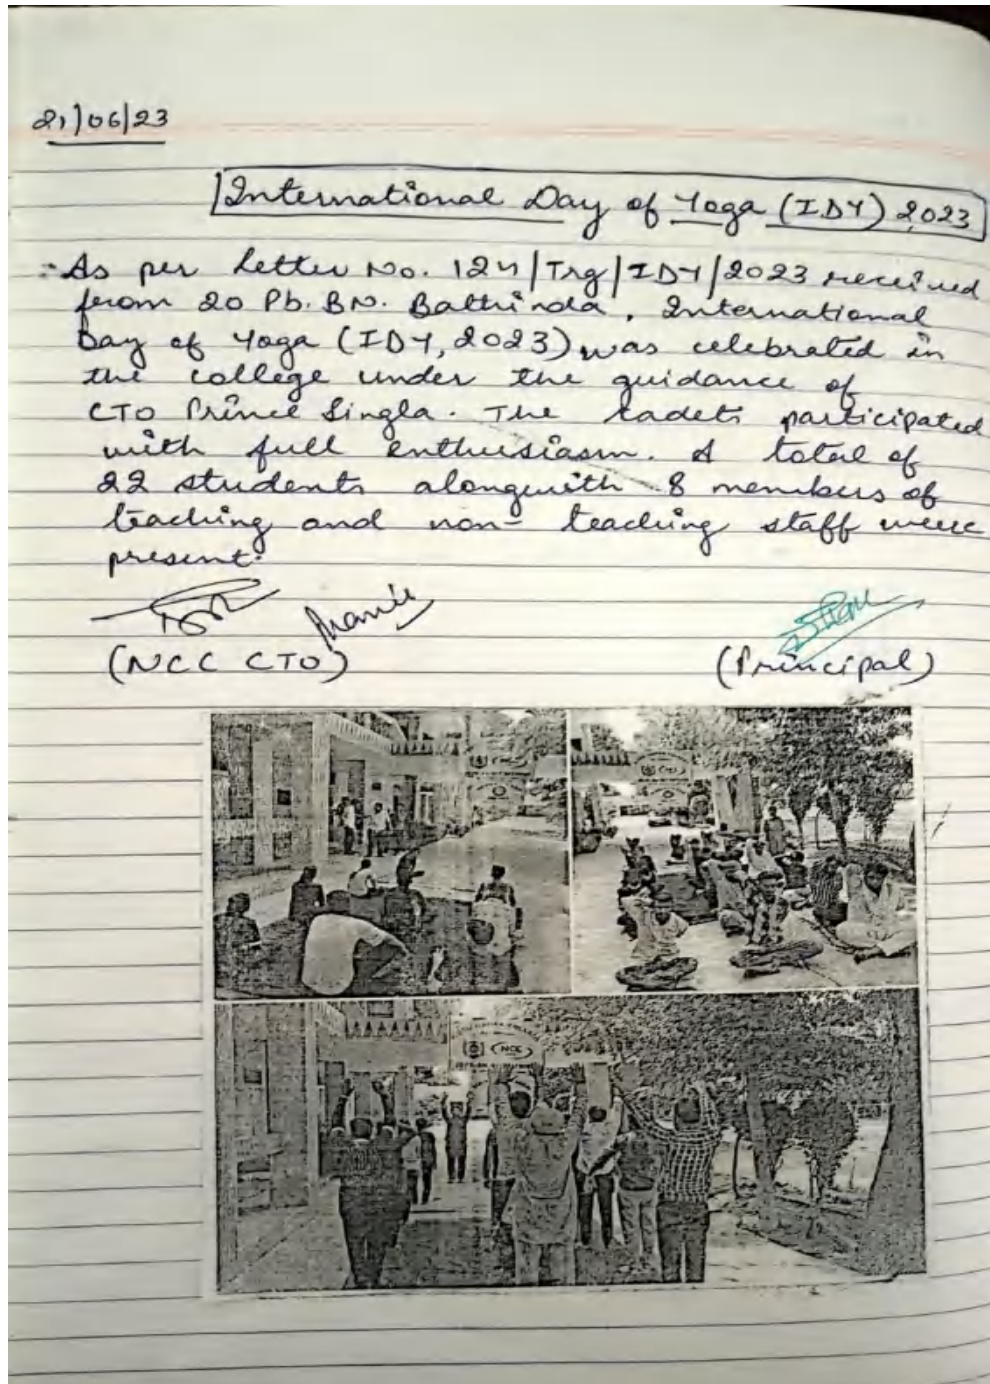 21/06/23
International Day of Yoga (IDY) 2023
As per letter No. 124/Trg/IDY/2023 received
from 20 Pb. BN. Bathinda, International
Day of Yoga (IDY, 2023) was celebrated in
the college under the guidance of
CTO Prince Singla. The cadets participated
with full enthusiasm. A total of
22 students alongwith 8 members of
teaching and non-teaching staff were
present.
(NCC CTO) (Principal)
NCC